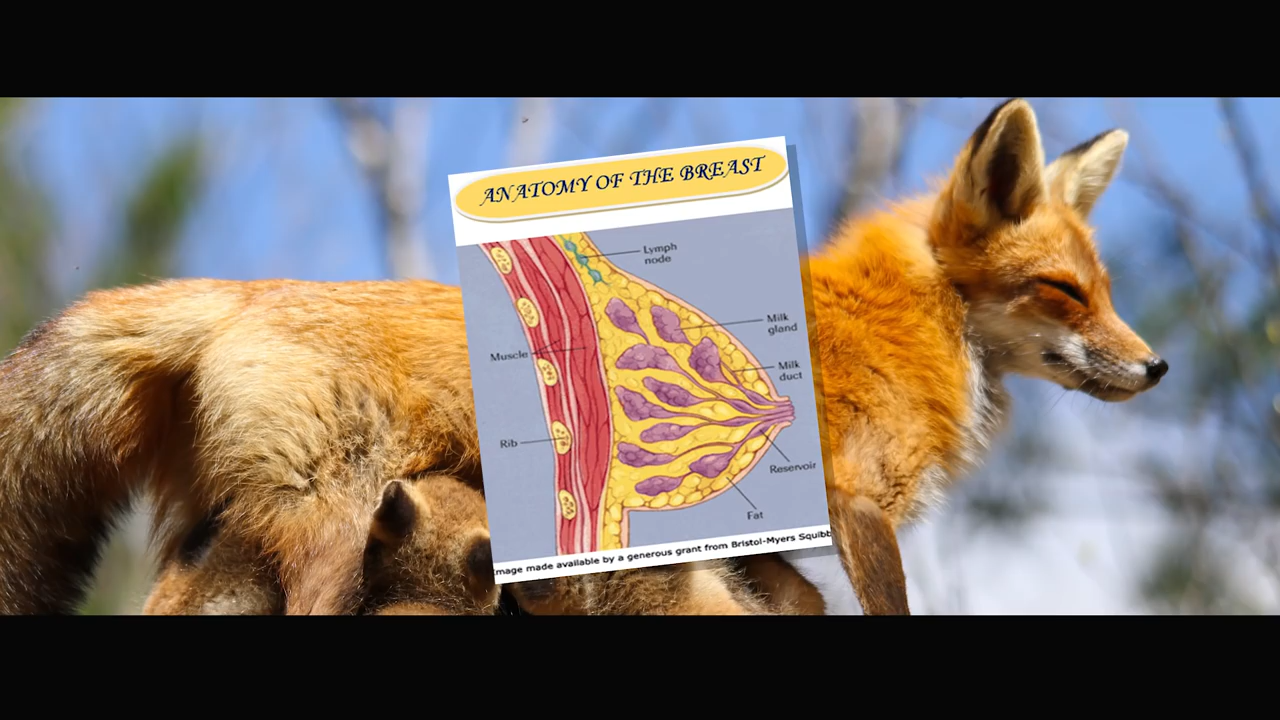 ANATOMY OF THE BREAST
Lymph
node
Milk
gland
Muscle
Milk
duct
Rib
Reservoir
Fat
Image made available by a generous grant from Bristol-Myers Squibb